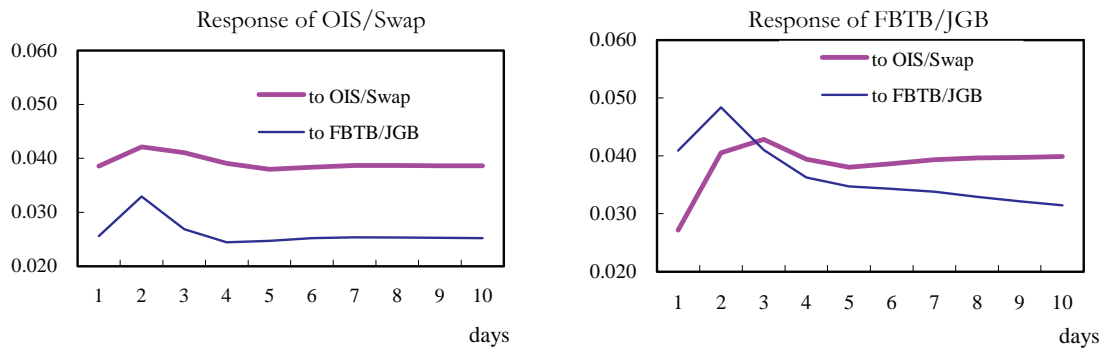 Response of OIS/Swap
0.060
0.050
0.040
0.030
0.020
to OIS/Swap
to FBTB/JGB
1 2 3 4 5 6 7 8 9 10
days
Response of FBTB/JGB
0.060
0.050
0.040
0.030
0.020
to OIS/Swap
to FBTB/JGB
1 2 3 4 5 6 7 8 9 10
days